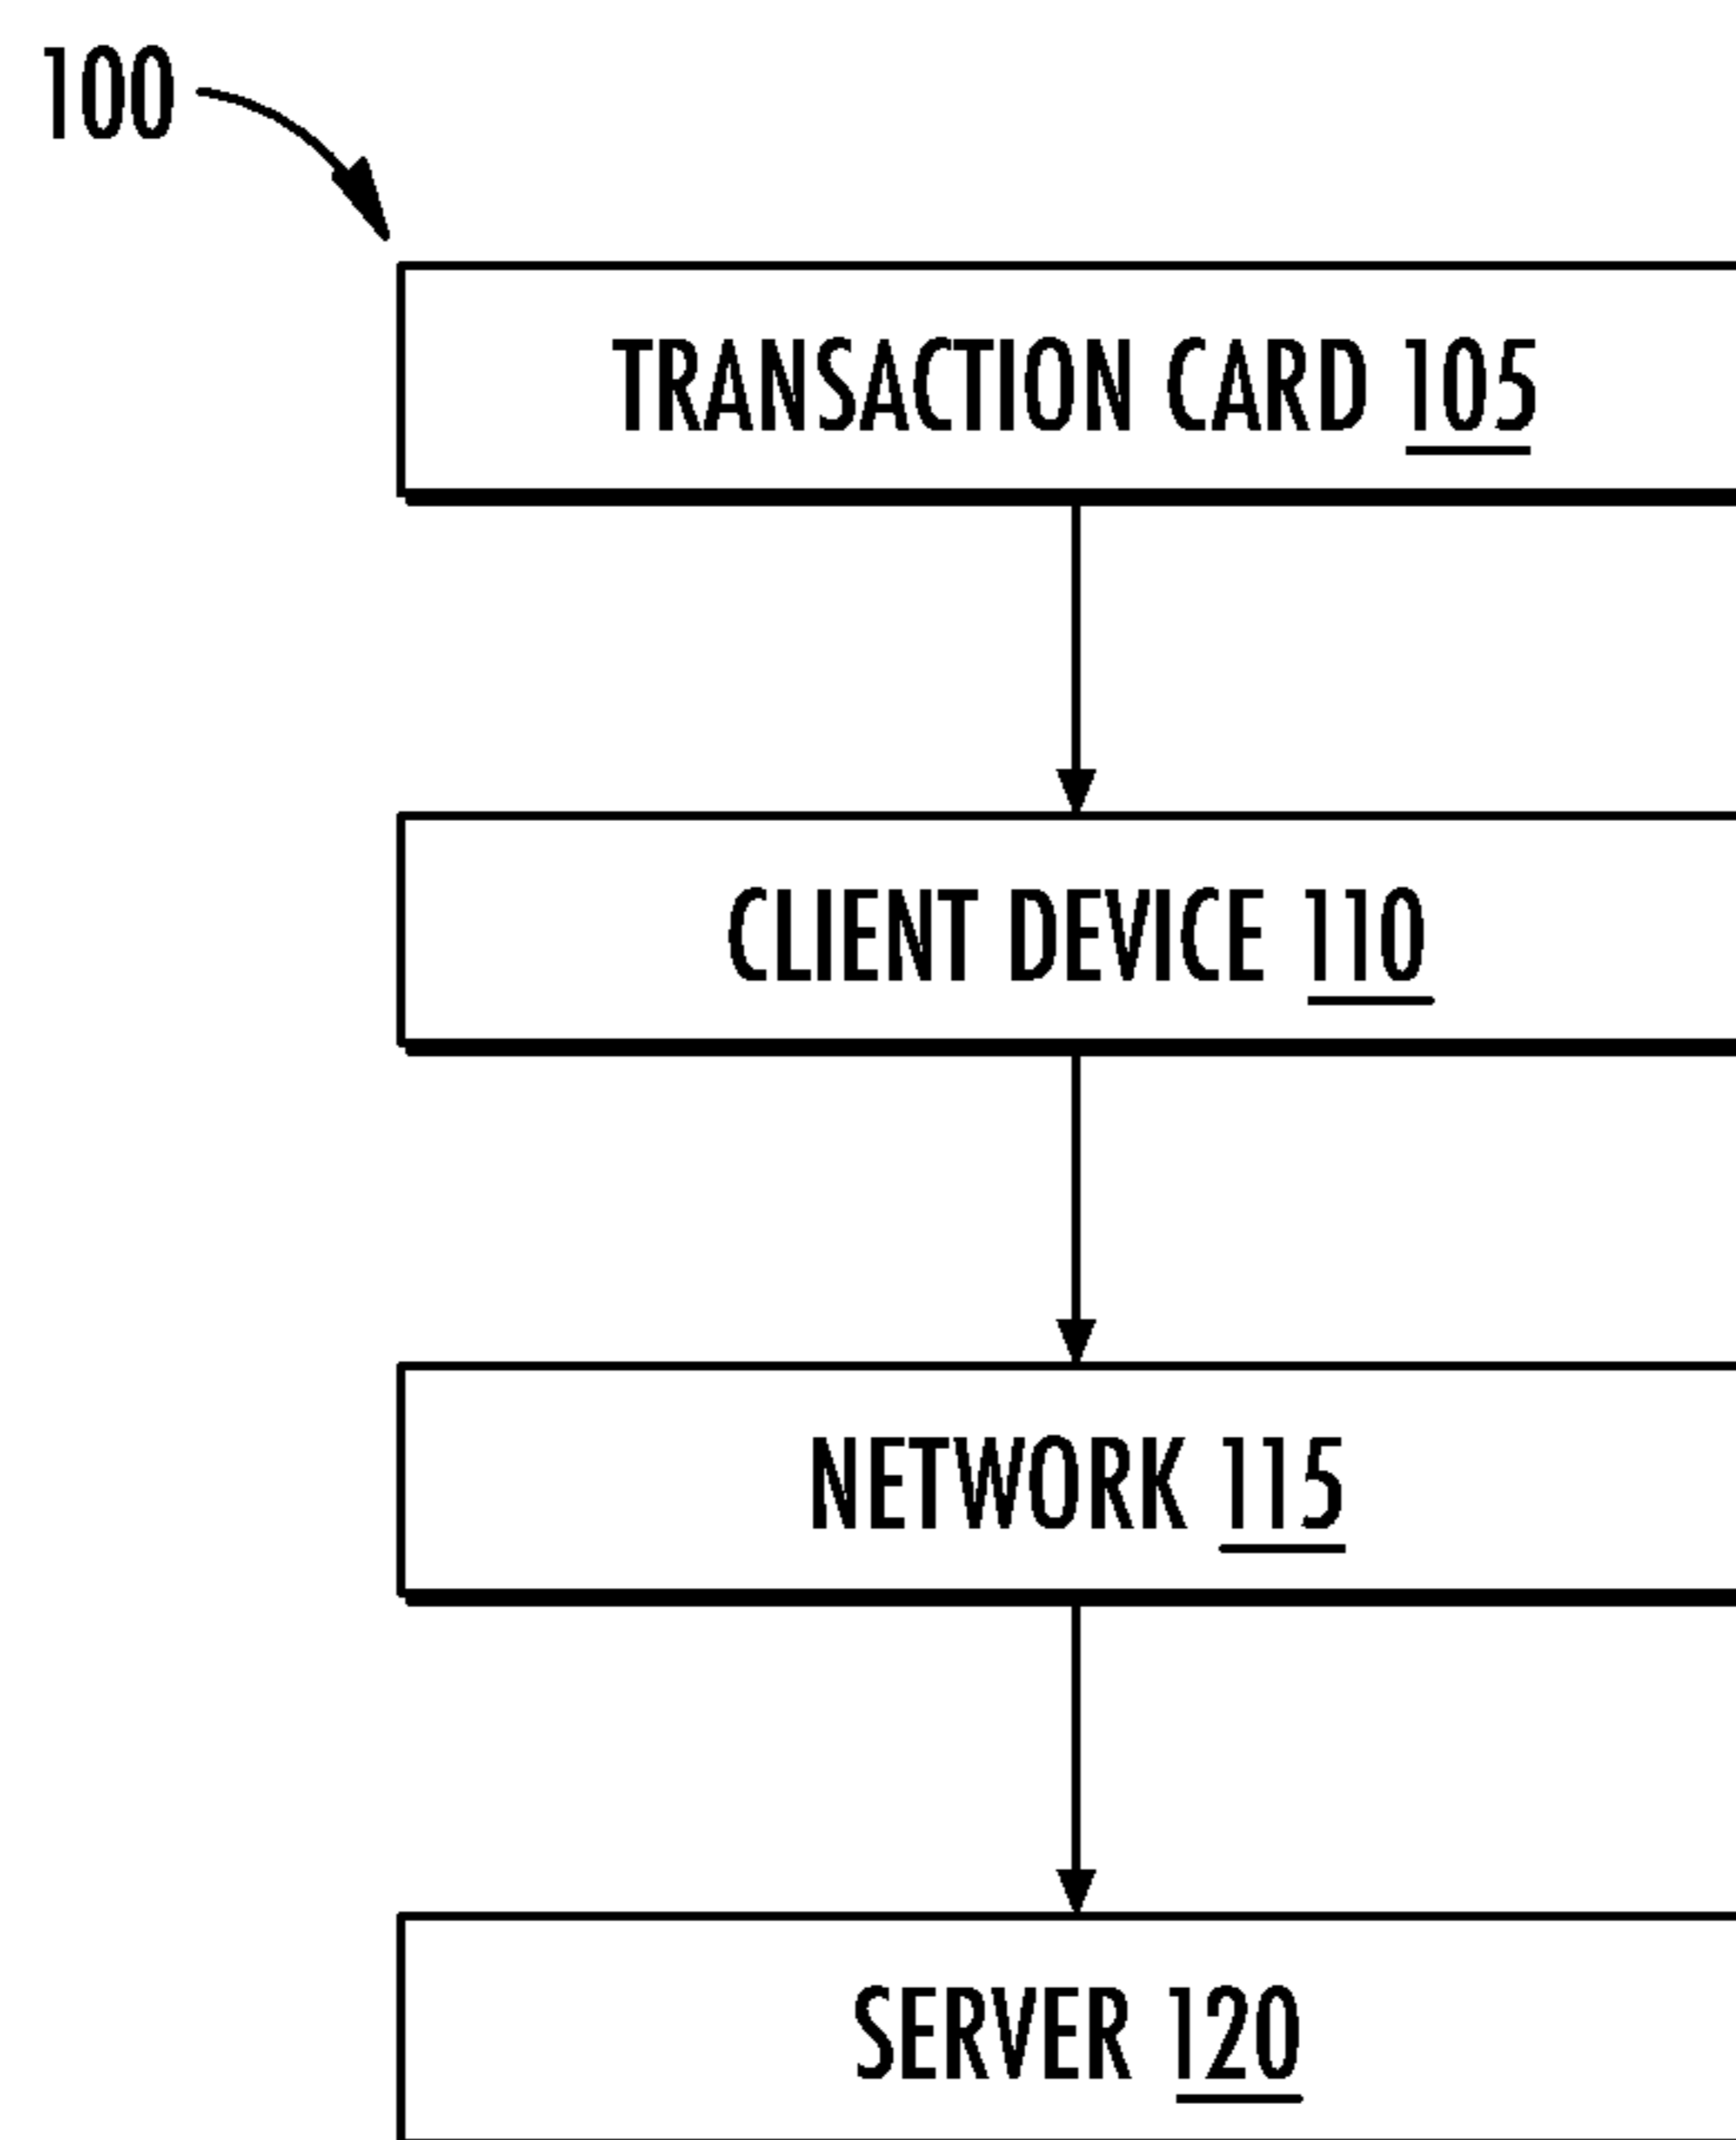 100
TRANSACTION CARD 105
CLIENT DEVICE 110
NETWORK 115
SERVER 120